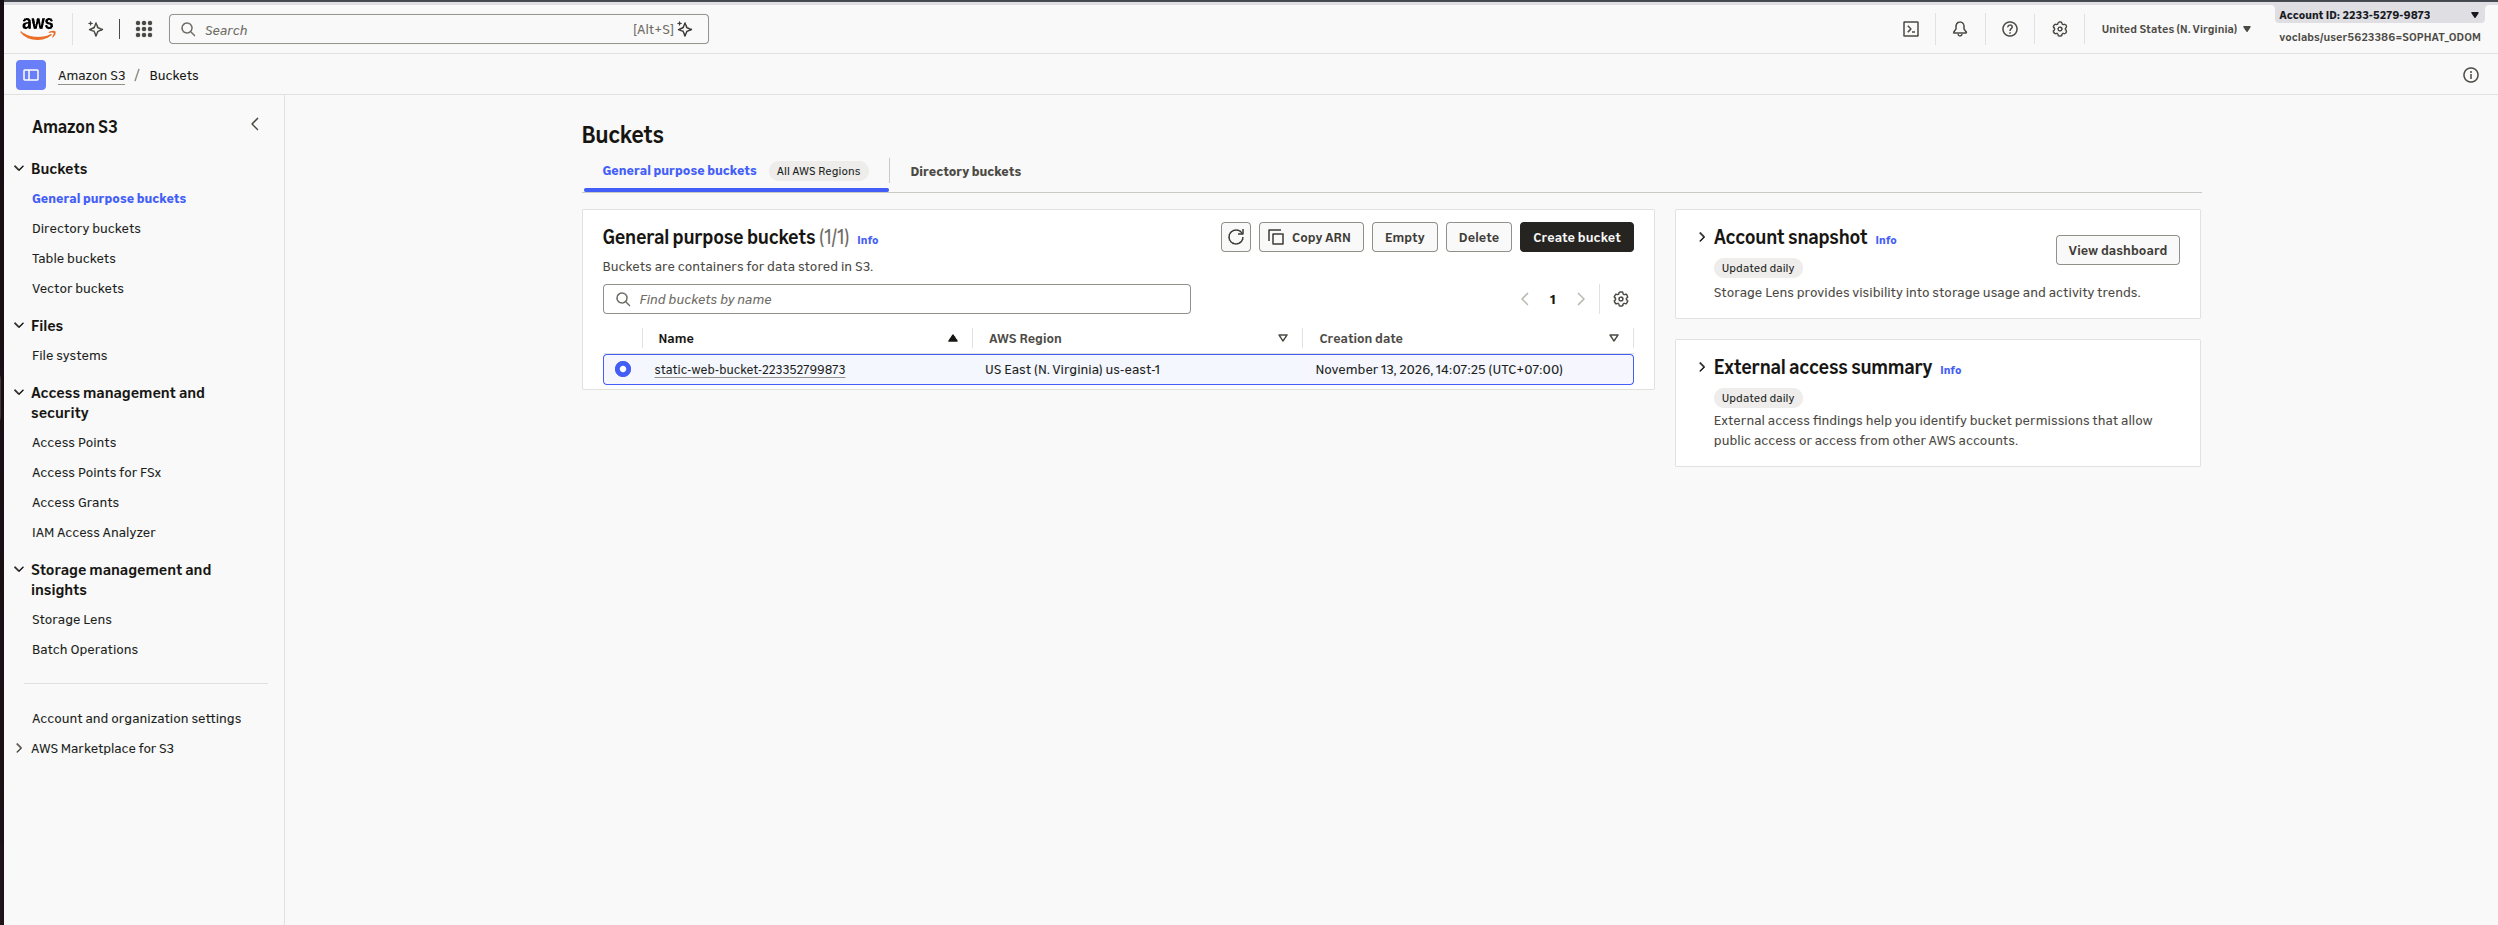 aws
Search [Alt+S]
United States (N. Virginia)
Account ID: 2233-5279-9873
voclabs/user5623386=SOPHAT_ODOM
Amazon S3 / Buckets
Amazon S3
Buckets
General purpose buckets
Directory buckets
Table buckets
Vector buckets
Files
File systems
Access management and
security
Access Points
Access Points for FSx
Access Grants
IAM Access Analyzer
Storage management and
insights
Storage Lens
Batch Operations
Account and organization settings
AWS Marketplace for S3
Buckets
General purpose buckets All AWS Regions Directory buckets
General purpose buckets (1/1) Info
Copy ARN Empty Delete Create bucket
Buckets are containers for data stored in S3.
Find buckets by name
1
Name AWS Region Creation date
static-web-bucket-223352799873 US East (N. Virginia) us-east-1 November 13, 2026, 14:07:25 (UTC+07:00)
Account snapshot Info
View dashboard
Updated daily
Storage Lens provides visibility into storage usage and activity trends.
External access summary Info
Updated daily
External access findings help you identify bucket permissions that allow
public access or access from other AWS accounts.